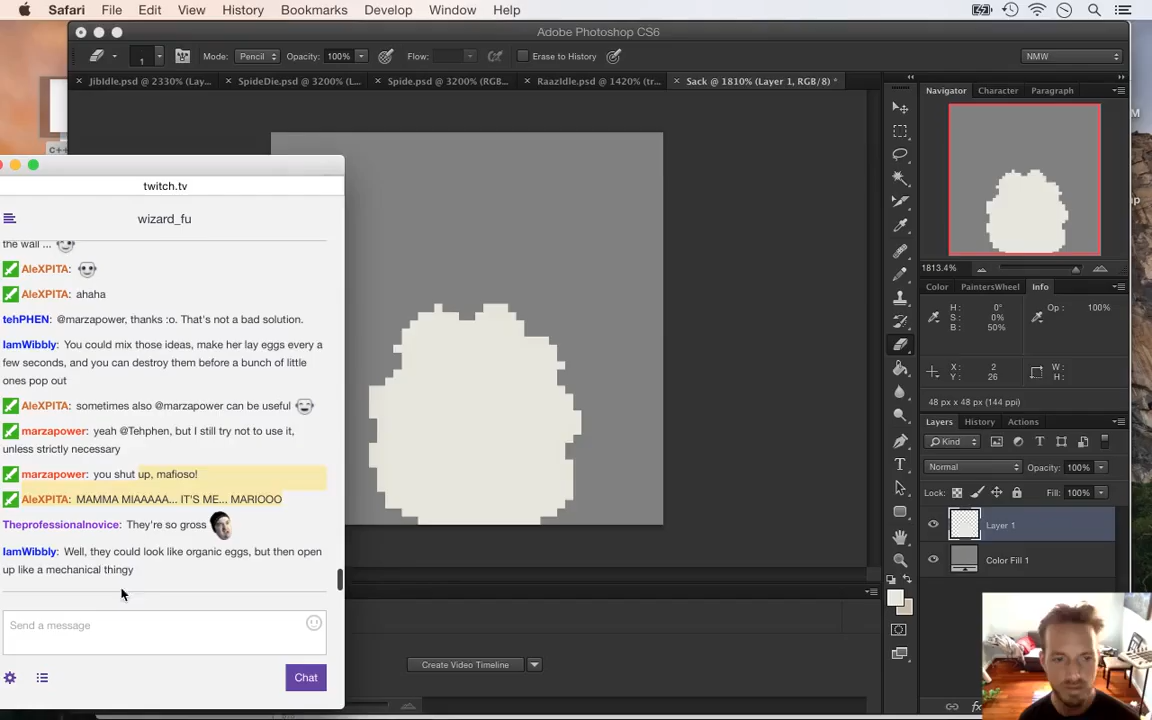 Safari File Edit View History Bookmarks Develop Window Help
Adobe Photoshop CS6
1 Mode: Pencil Opacity: 100% Flow: Erase to History NMW
× JibIdle.psd @ 2330% (Lay... × SpideDie.psd @ 3200% (L... × Spide.psd @ 3200% (RGB... × RaazIdle.psd @ 1420% (tr... × Sack @ 1810% (Layer 1, RGB/8) *
Navigator Character Paragraph
C++
twitch.tv
wizard_fu
the wall ...
AleXPITA:
AleXPITA: ahaha
tehPHEN: @marzapower, thanks :o. That's not a bad solution.
IamWibbly: You could mix those ideas, make her lay eggs every a
few seconds, and you can destroy them before a bunch of little
ones pop out
AleXPITA: sometimes also @marzapower can be useful
marzapower: yeah @Tehphen, but I still try not to use it,
unless strictly necessary
marzapower: you shut up, mafioso!
AleXPITA: MAMMA MIAAAAA... IT'S ME... MARIOOO
Theprofessionalnovice: They're so gross
IamWibbly: Well, they could look like organic eggs, but then open
up like a mechanical thingy
Send a message
Chat
Create Video Timeline
1813.4%
Color PaintersWheel Info
H: 0° Op: 100%
S: 0%
B: 50%
X: 2 W:
Y: 26 H:
48 px x 48 px (144 ppi)
Layers History Actions
Kind
Normal Opacity: 100%
Lock: Fill: 100%
Layer 1
Color Fill 1
fx